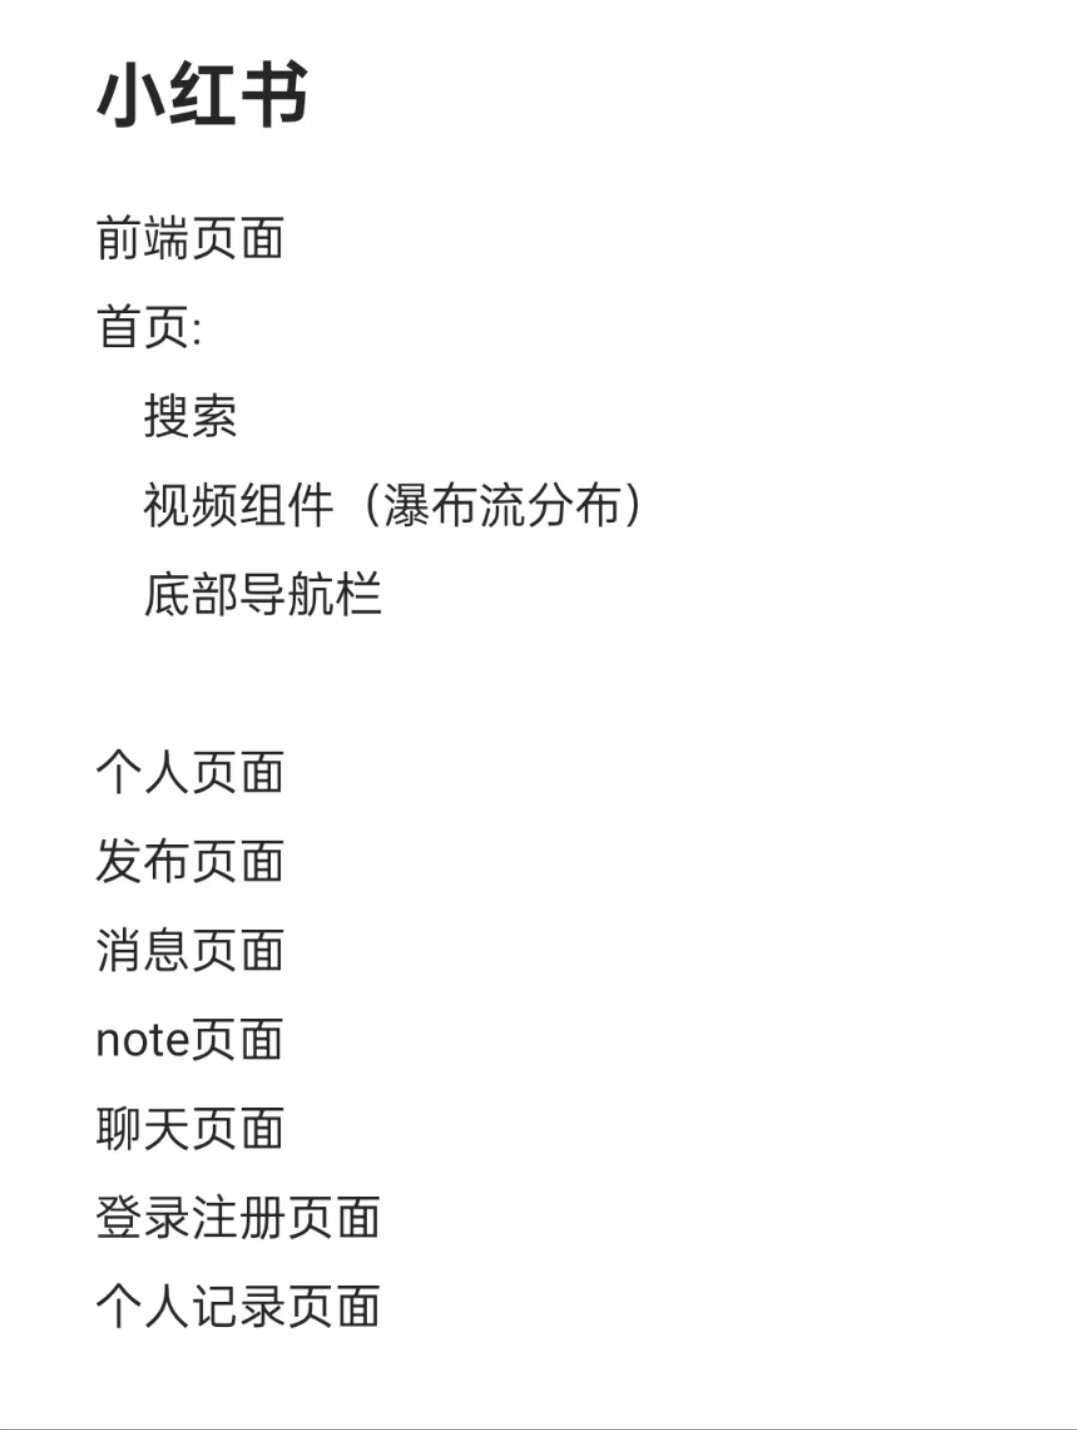 小红书
前端页面
首页:
搜索
视频组件（瀑布流分布）
底部导航栏
个人页面
发布页面
消息页面
note页面
聊天页面
登录注册页面
个人记录页面